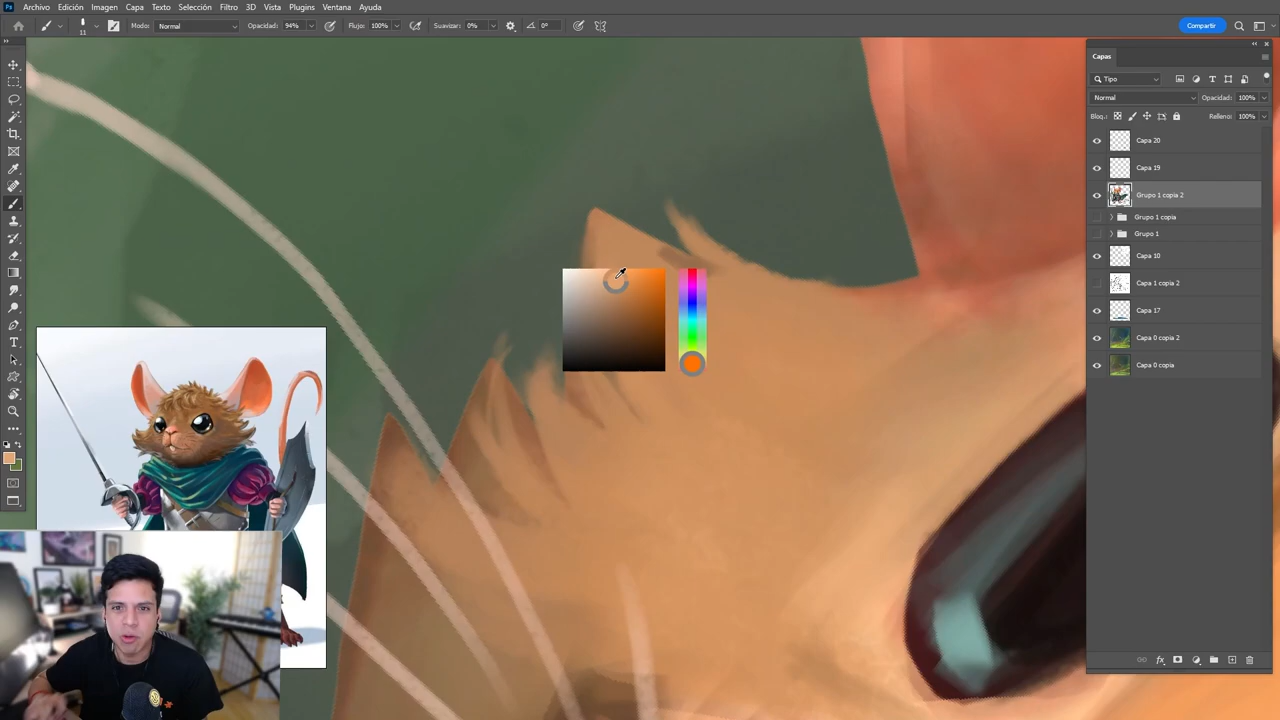 Ps Archivo Edición Imagen Capa Texto Selección Filtro 3D Vista Plugins Ventana Ayuda
11 Modo: Normal Opacidad: 94% Flujo: 100% Suavizar: 0% 0° Compartir
Capas
Tipo
Normal Opacidad: 100%
Bloq.: Relleno: 100%
Capa 20
Capa 19
Grupo 1 copia 2
Grupo 1 copia
Grupo 1
Capa 10
Capa 1 copia 2
Capa 17
Capa 0 copia 2
Capa 0 copia
fx